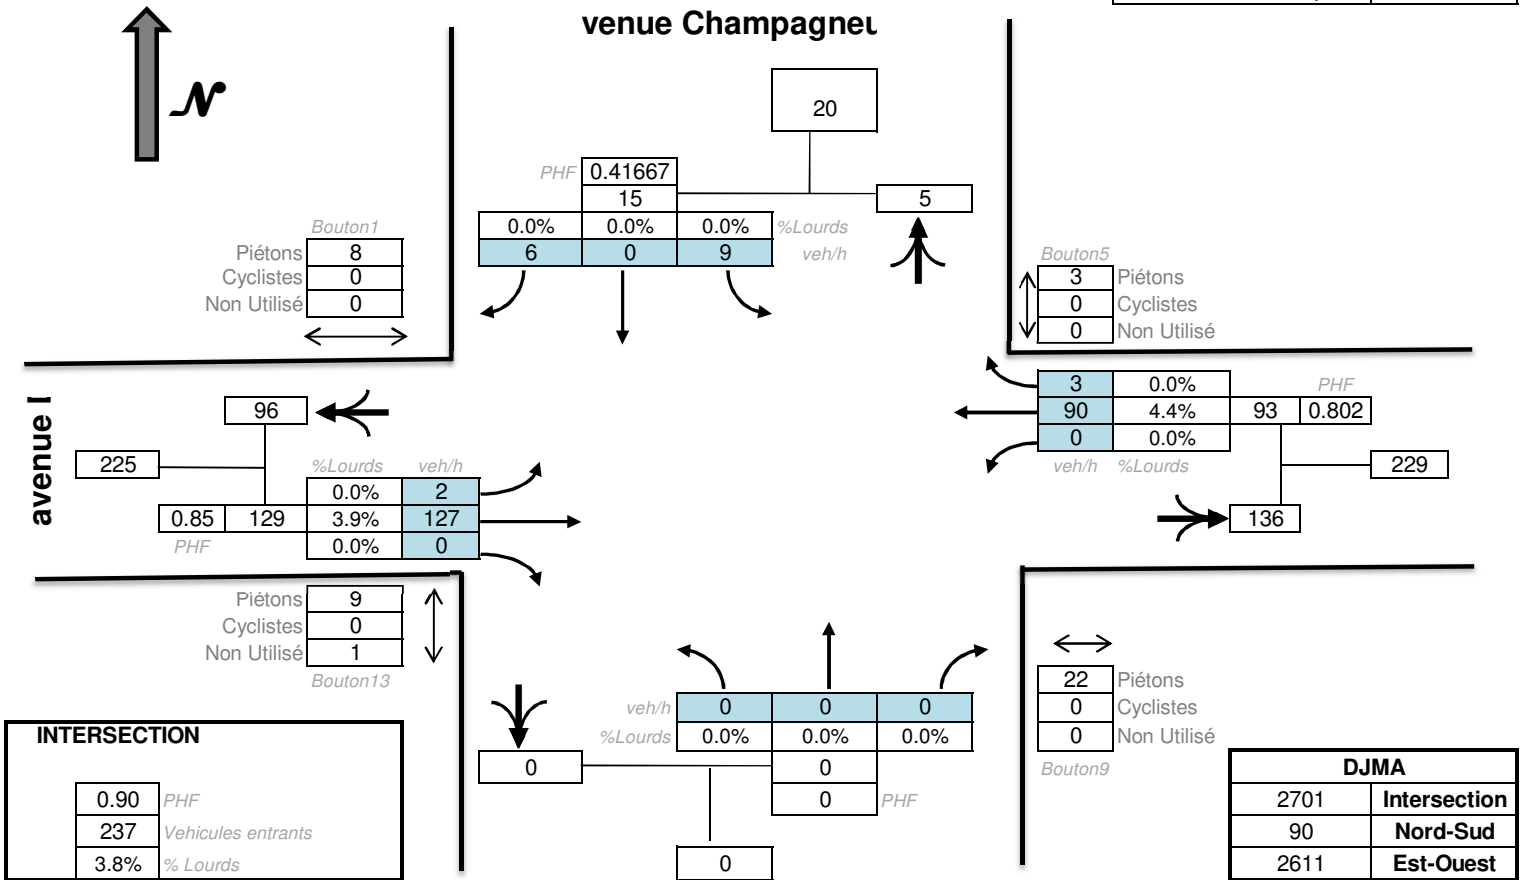 venue Champagneu
N
20
PHF 0.41667
15
5
0.0% 0.0% 0.0% %Lourds
6 0 9 veh/h
Bouton1
Piétons 8
Cyclistes 0
Non Utilisé 0
Bouton5
3 Piétons
0 Cyclistes
0 Non Utilisé
avenue
96
225
%Lourds veh/h
0.0% 2
0.85 129 3.9% 127
PHF 0.0% 0
3 0.0% PHF
90 4.4% 93 0.802
0 0.0%
veh/h %Lourds
229
136
Piétons 9
Cyclistes 0
Non Utilisé 1
Bouton13
veh/h 0 0 0
%Lourds 0.0% 0.0% 0.0%
0 0
0 PHF
0
22 Piétons
0 Cyclistes
0 Non Utilisé
Bouton9
INTERSECTION
0.90 PHF
237 Vehicules entrants
3.8% % Lourds
DJMA
2701 Intersection
90 Nord-Sud
2611 Est-Ouest